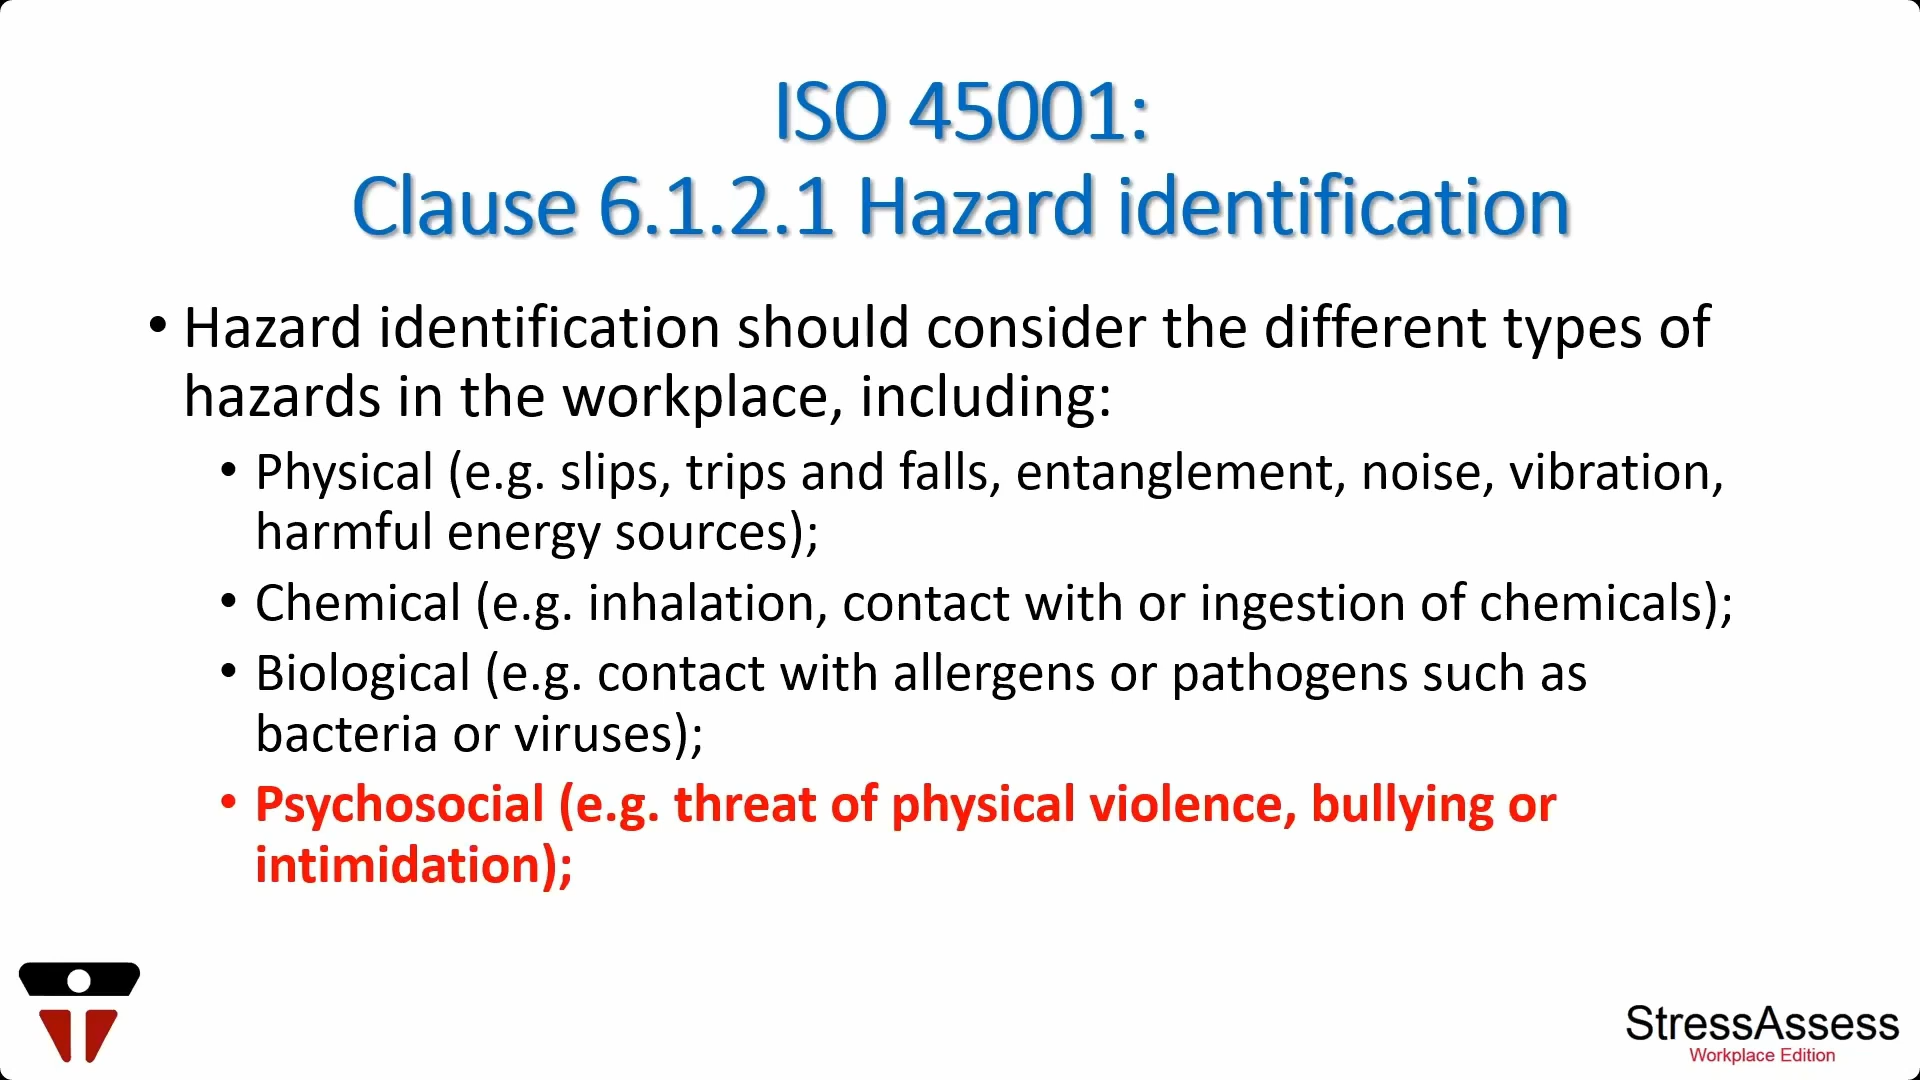 ISO 45001:
Clause 6.1.2.1 Hazard identification
• Hazard identification should consider the different types of
hazards in the workplace, including:
• Physical (e.g. slips, trips and falls, entanglement, noise, vibration,
harmful energy sources);
• Chemical (e.g. inhalation, contact with or ingestion of chemicals);
• Biological (e.g. contact with allergens or pathogens such as
bacteria or viruses);
• Psychosocial (e.g. threat of physical violence, bullying or
intimidation);
StressAssess
Workplace Edition